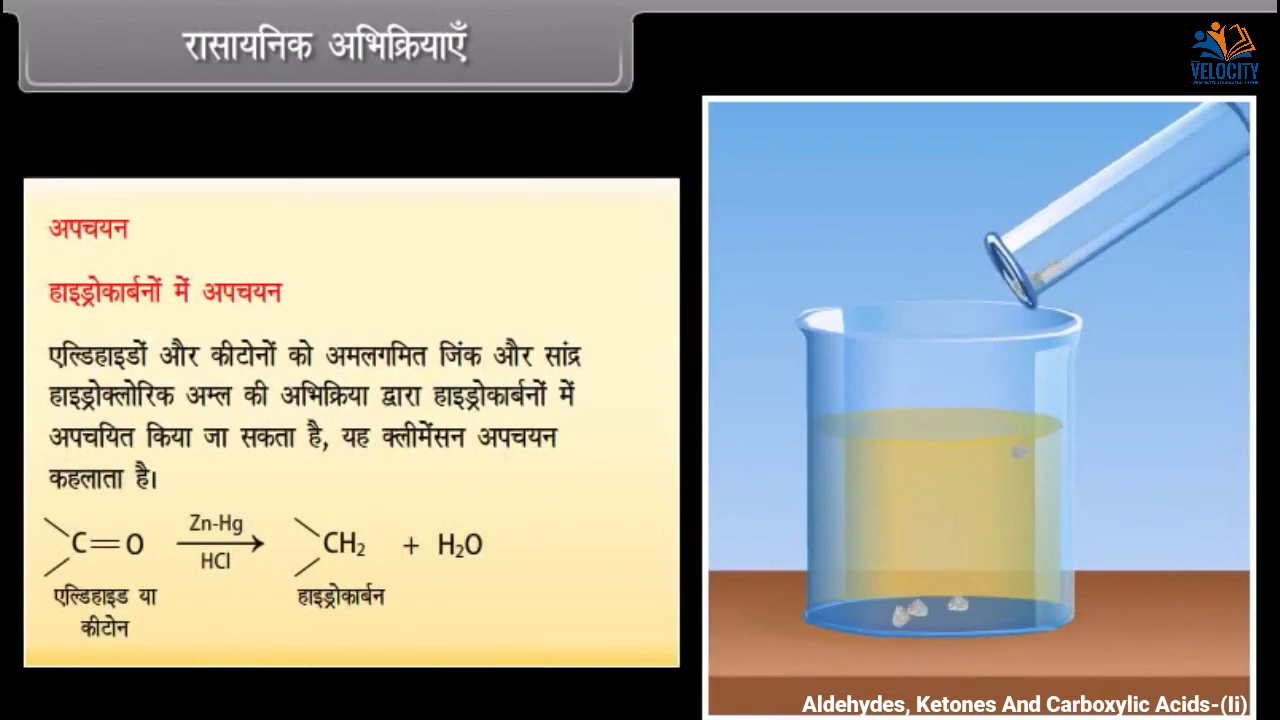 रासायनिक अभिक्रियाएँ
VELOCITY
अपचयन
हाइड्रोकार्बनों में अपचयन
एल्डिहाइडों और कीटोनों को अमलगमित जिंक और सांद्र
हाइड्रोक्लोरिक अम्ल की अभिक्रिया द्वारा हाइड्रोकार्बनों में
अपचयित किया जा सकता है, यह क्लीमेंसन अपचयन
कहलाता है।
Zn-Hg
C=O → CH₂ + H₂O
HCl
एल्डिहाइड या हाइड्रोकार्बन
कीटोन
Aldehydes, Ketones And Carboxylic Acids-(Ii)